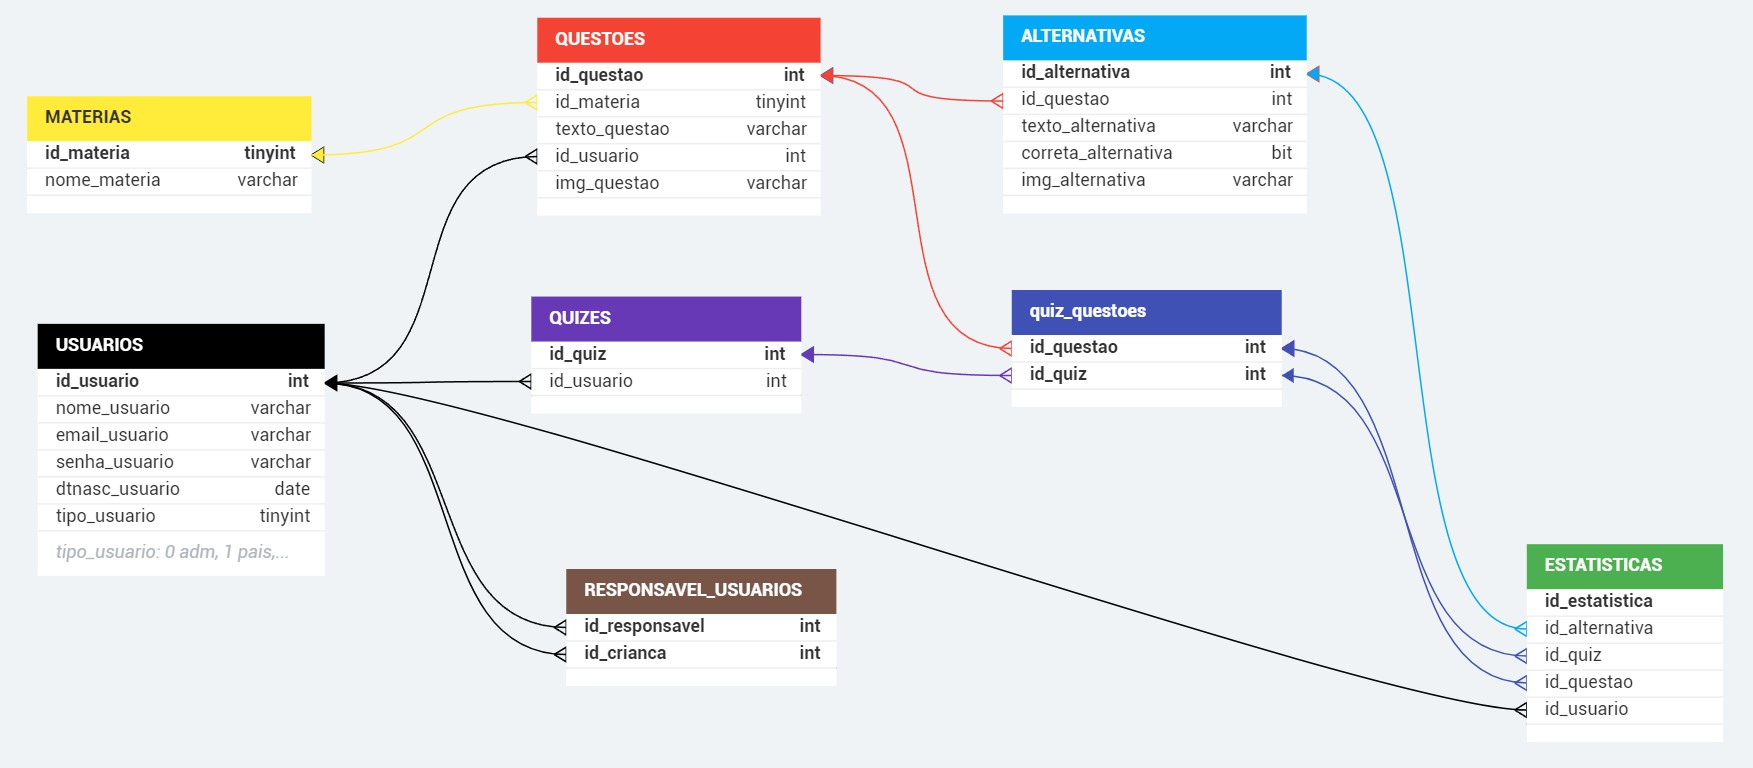 MATERIAS
id_materia tinyint
nome_materia varchar
QUESTOES
id_questao int
id_materia tinyint
texto_questao varchar
id_usuario int
img_questao varchar
ALTERNATIVAS
id_alternativa int
id_questao int
texto_alternativa varchar
correta_alternativa bit
img_alternativa varchar
USUARIOS
id_usuario int
nome_usuario varchar
email_usuario varchar
senha_usuario varchar
dtnasc_usuario date
tipo_usuario tinyint
tipo_usuario: 0 adm, 1 pais,...
QUIZES
id_quiz int
id_usuario int
quiz_questoes
id_questao int
id_quiz int
RESPONSAVEL_USUARIOS
id_responsavel int
id_crianca int
ESTATISTICAS
id_estatistica
id_alternativa
id_quiz
id_questao
id_usuario